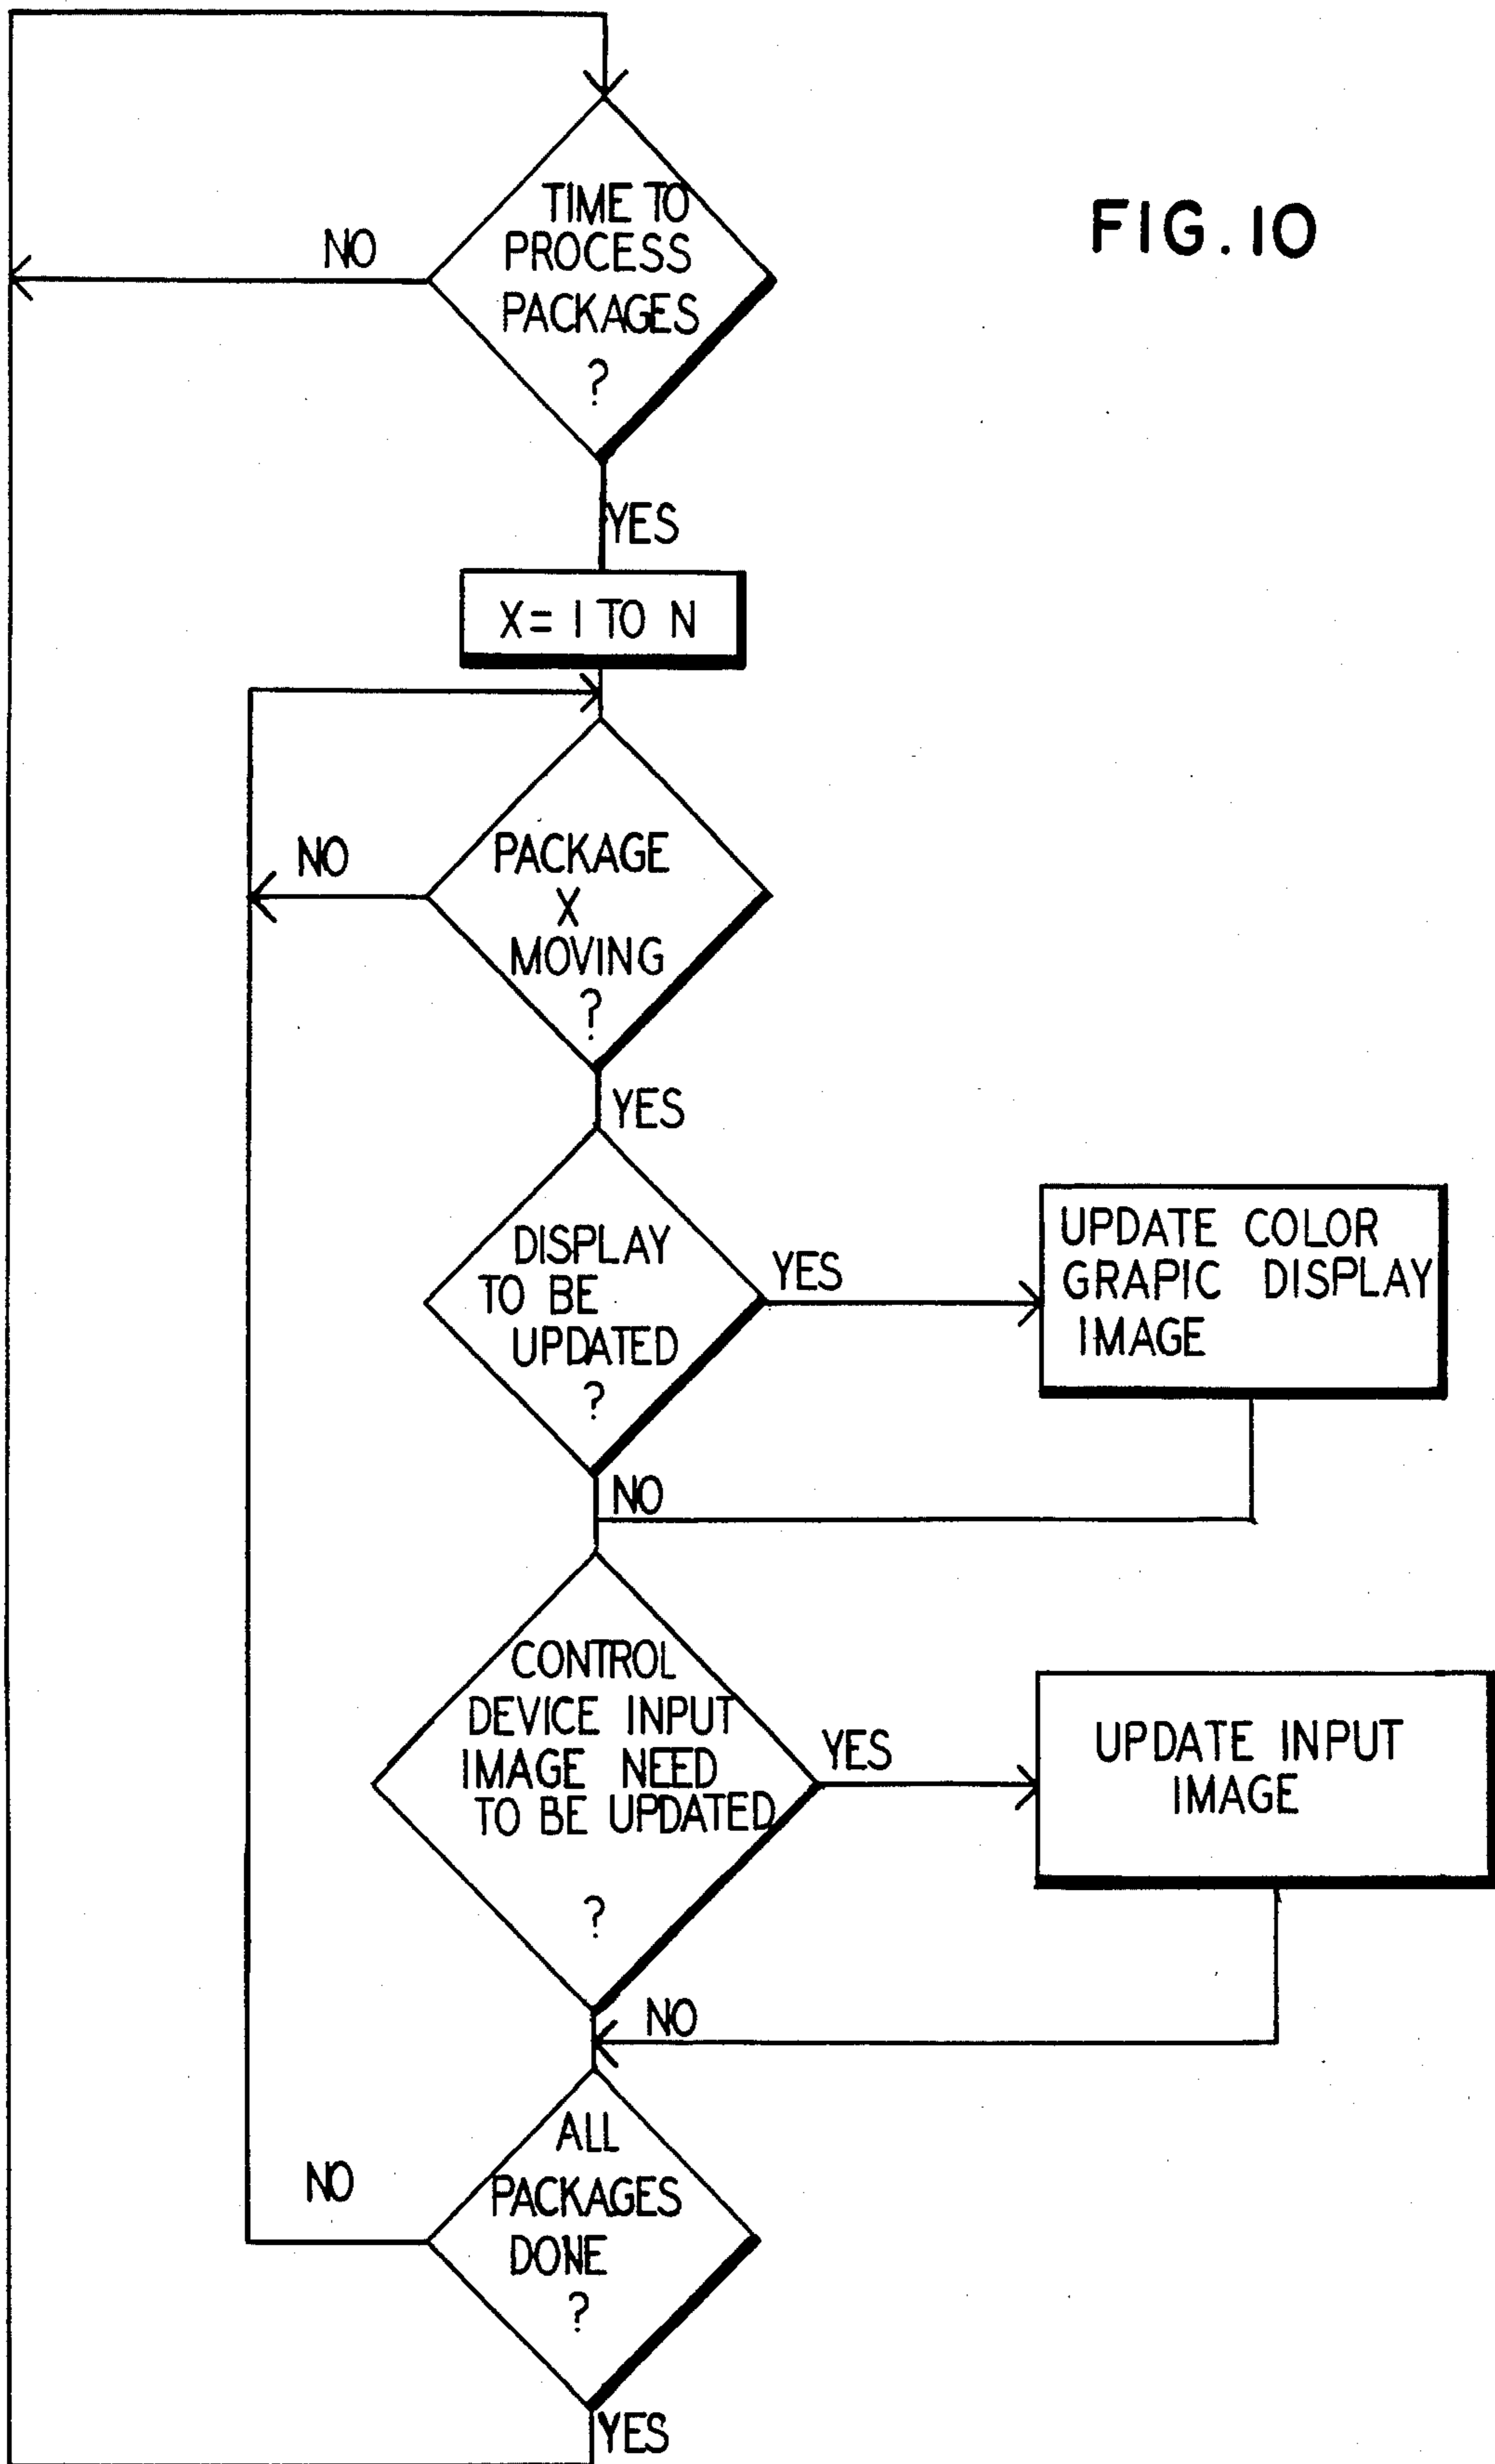 FIG. 10
TIME TO
PROCESS
PACKAGES
?
NO
YES
X = 1 TO N
PACKAGE
X
MOVING
?
NO
YES
DISPLAY
TO BE
UPDATED
?
YES
UPDATE COLOR
GRAPIC DISPLAY
IMAGE
NO
CONTROL
DEVICE INPUT
IMAGE NEED
TO BE UPDATED
?
YES
UPDATE INPUT
IMAGE
NO
ALL
PACKAGES
DONE
?
NO
YES